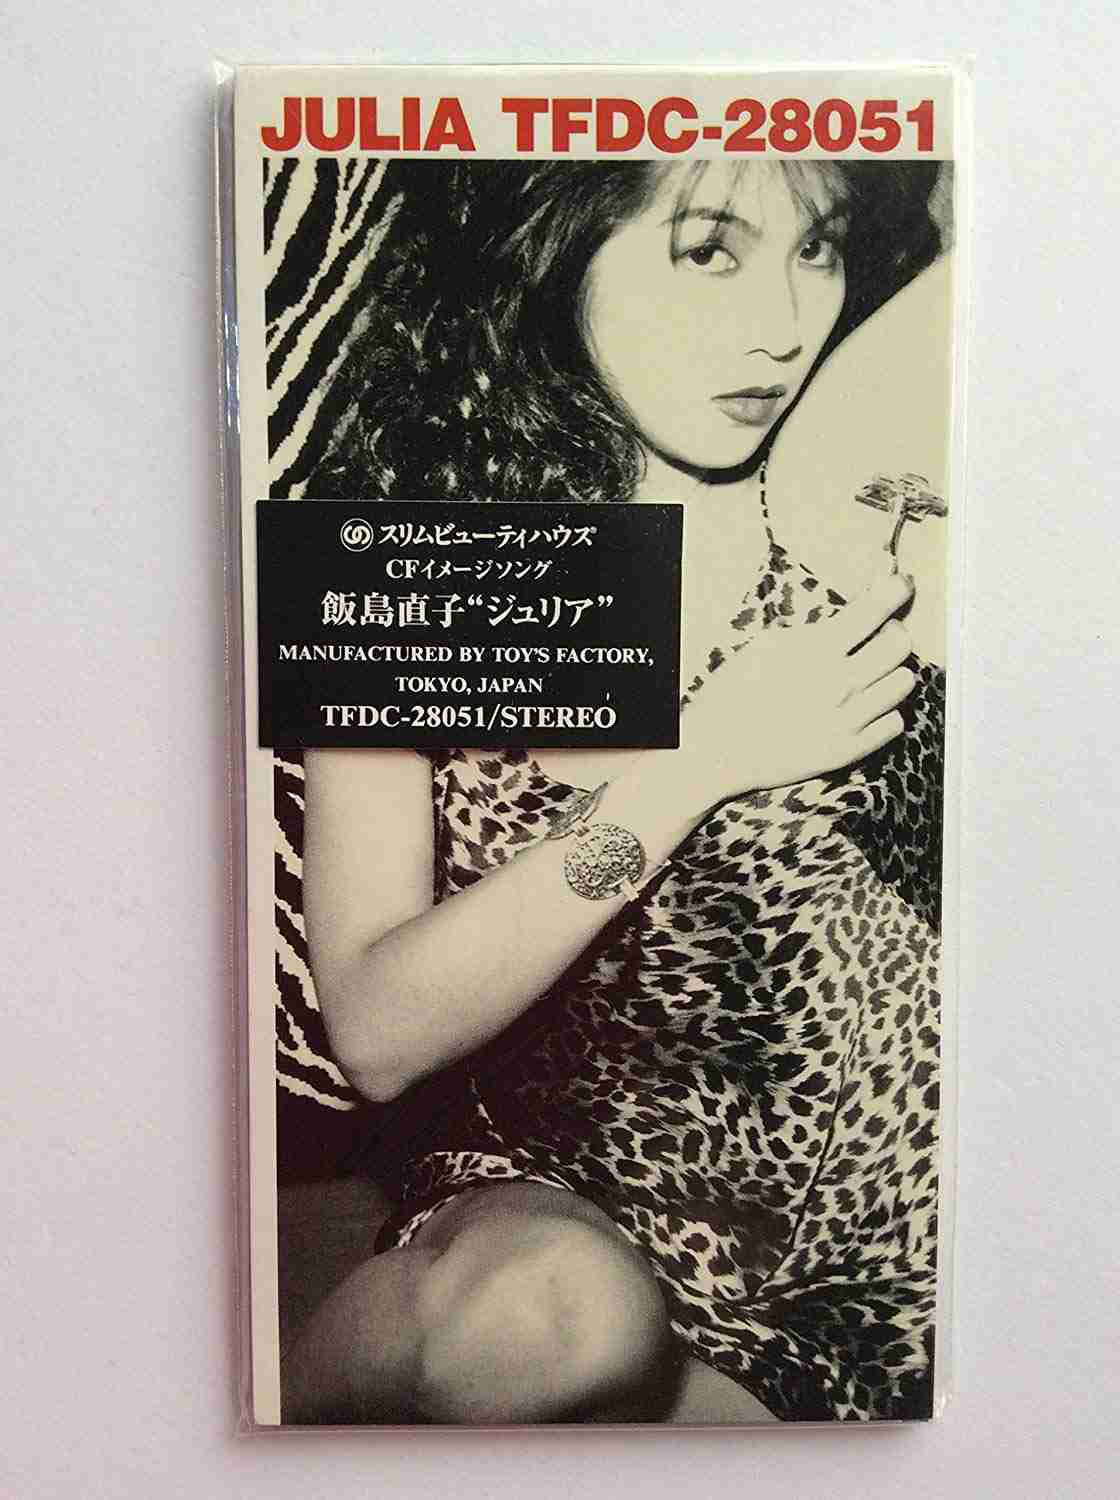 JULIA TFDC-28051
スリムビューティハウス®
CFイメージソング
飯島直子“ジュリア”
MANUFACTURED BY TOY'S FACTORY,
TOKYO, JAPAN
TFDC-28051/STEREO